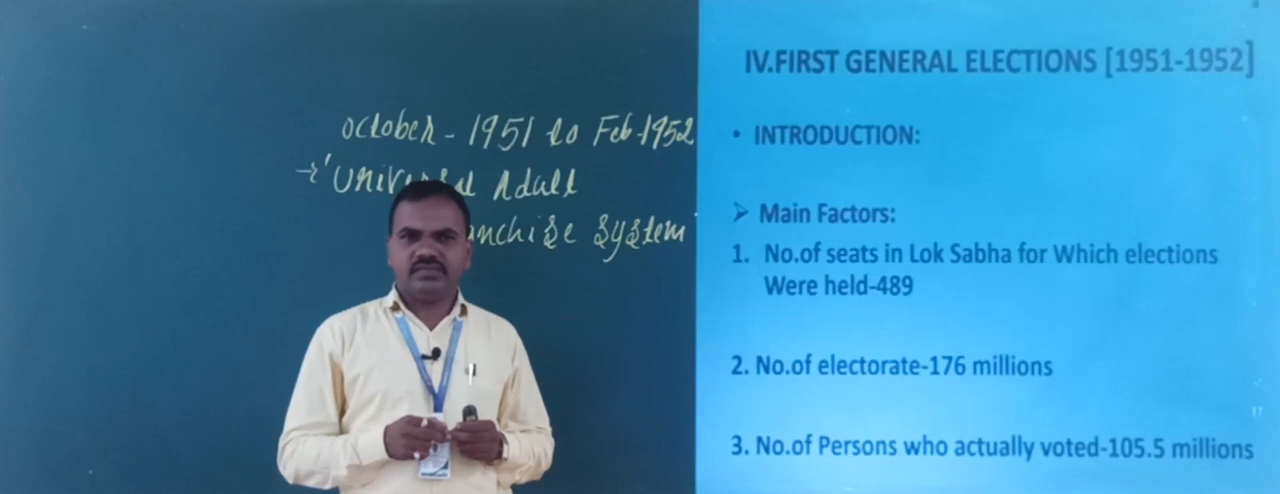 october - 1951 to Feb-1952
→ Universal Adult
anchise system
IV.FIRST GENERAL ELECTIONS [1951-1952]
• INTRODUCTION:
➢ Main Factors:
1. No.of seats in Lok Sabha for Which elections
Were held-489
2. No.of electorate-176 millions
3. No.of Persons who actually voted-105.5 millions